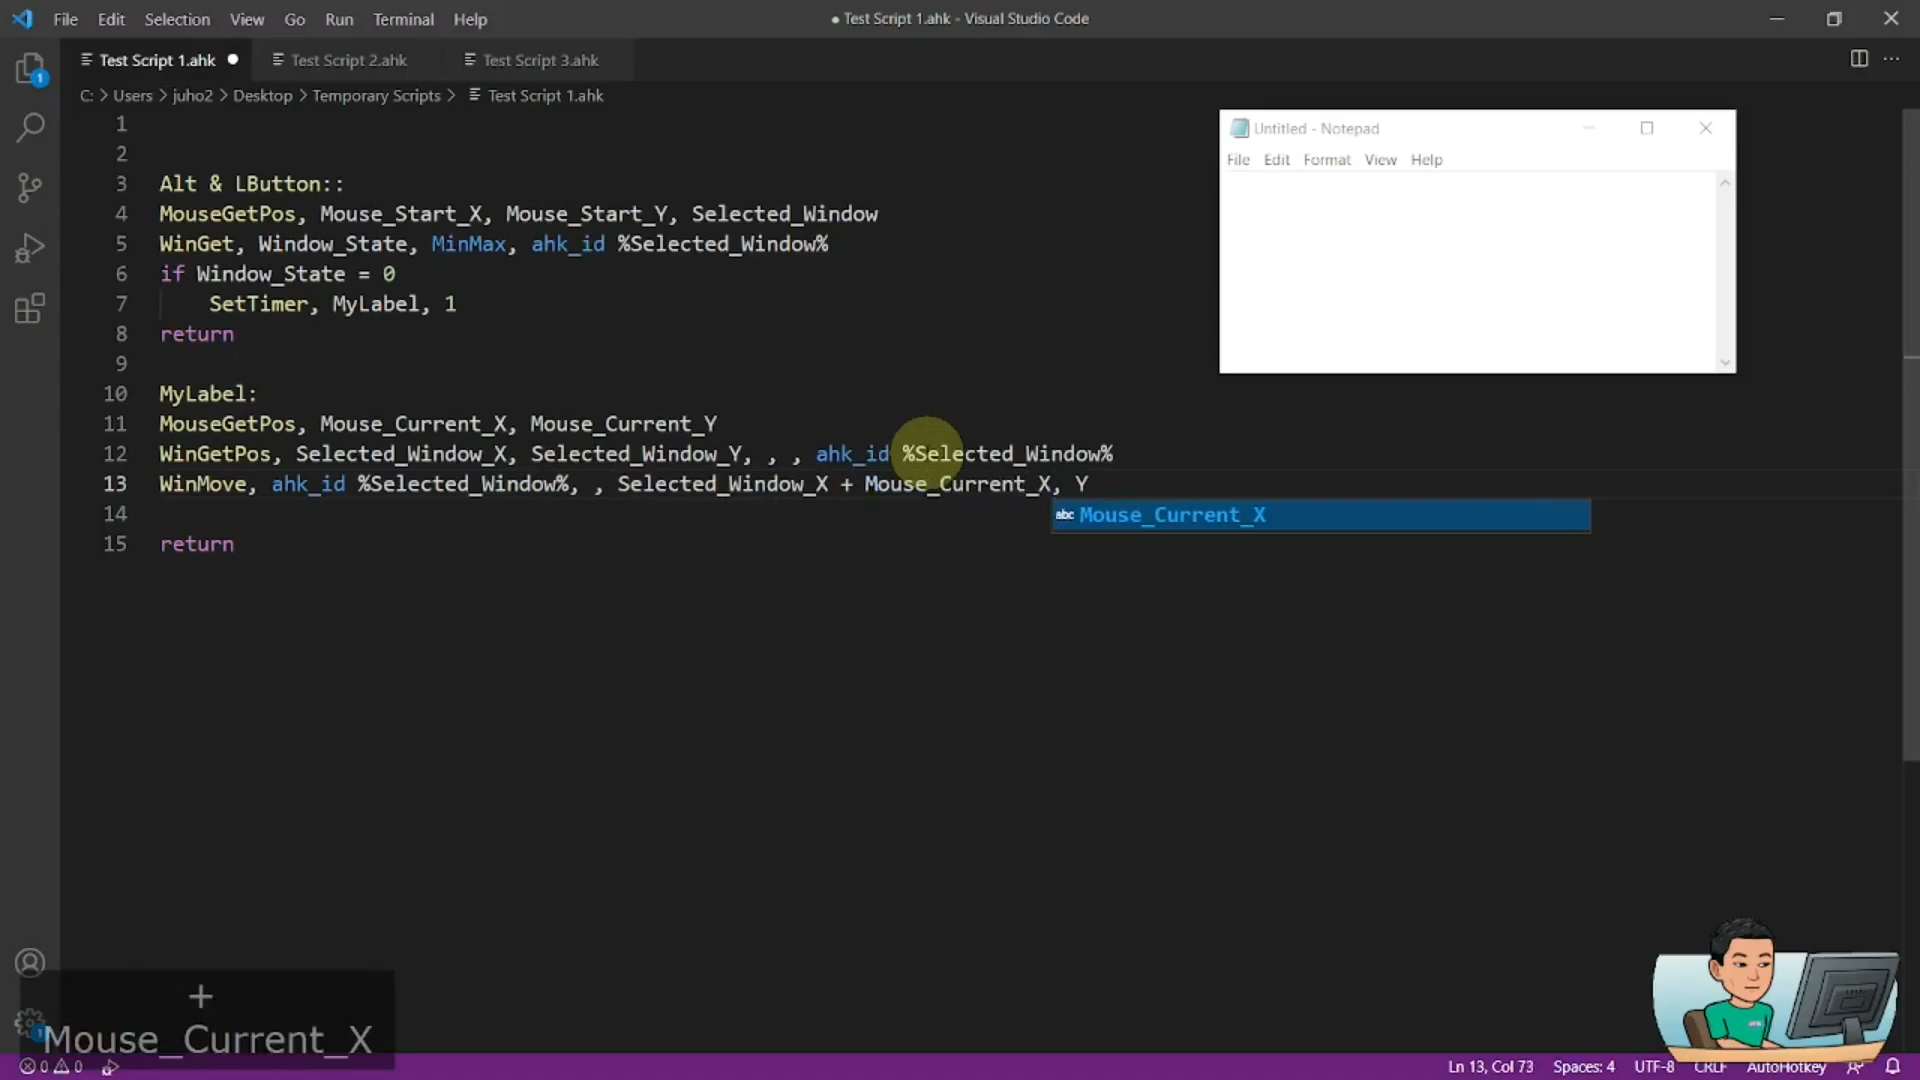 File Edit Selection View Go Run Terminal Help
● Test Script 1.ahk - Visual Studio Code
Test Script 1.ahk ● Test Script 2.ahk Test Script 3.ahk
C: > Users > juho2 > Desktop > Temporary Scripts > Test Script 1.ahk
1
2
3 Alt & LButton::
4 MouseGetPos, Mouse_Start_X, Mouse_Start_Y, Selected_Window
5 WinGet, Window_State, MinMax, ahk_id %Selected_Window%
6 if Window_State = 0
7 SetTimer, MyLabel, 1
8 return
9
10 MyLabel:
11 MouseGetPos, Mouse_Current_X, Mouse_Current_Y
12 WinGetPos, Selected_Window_X, Selected_Window_Y, , , ahk_id %Selected_Window%
13 WinMove, ahk_id %Selected_Window%, , Selected_Window_X + Mouse_Current_X, Y
abc Mouse_Current_X
14
15 return
Untitled - Notepad
File Edit Format View Help
1
+
Mouse_Current_X
1
0 0
Ln 13, Col 73 Spaces: 4 UTF-8 CRLF AutoHotkey